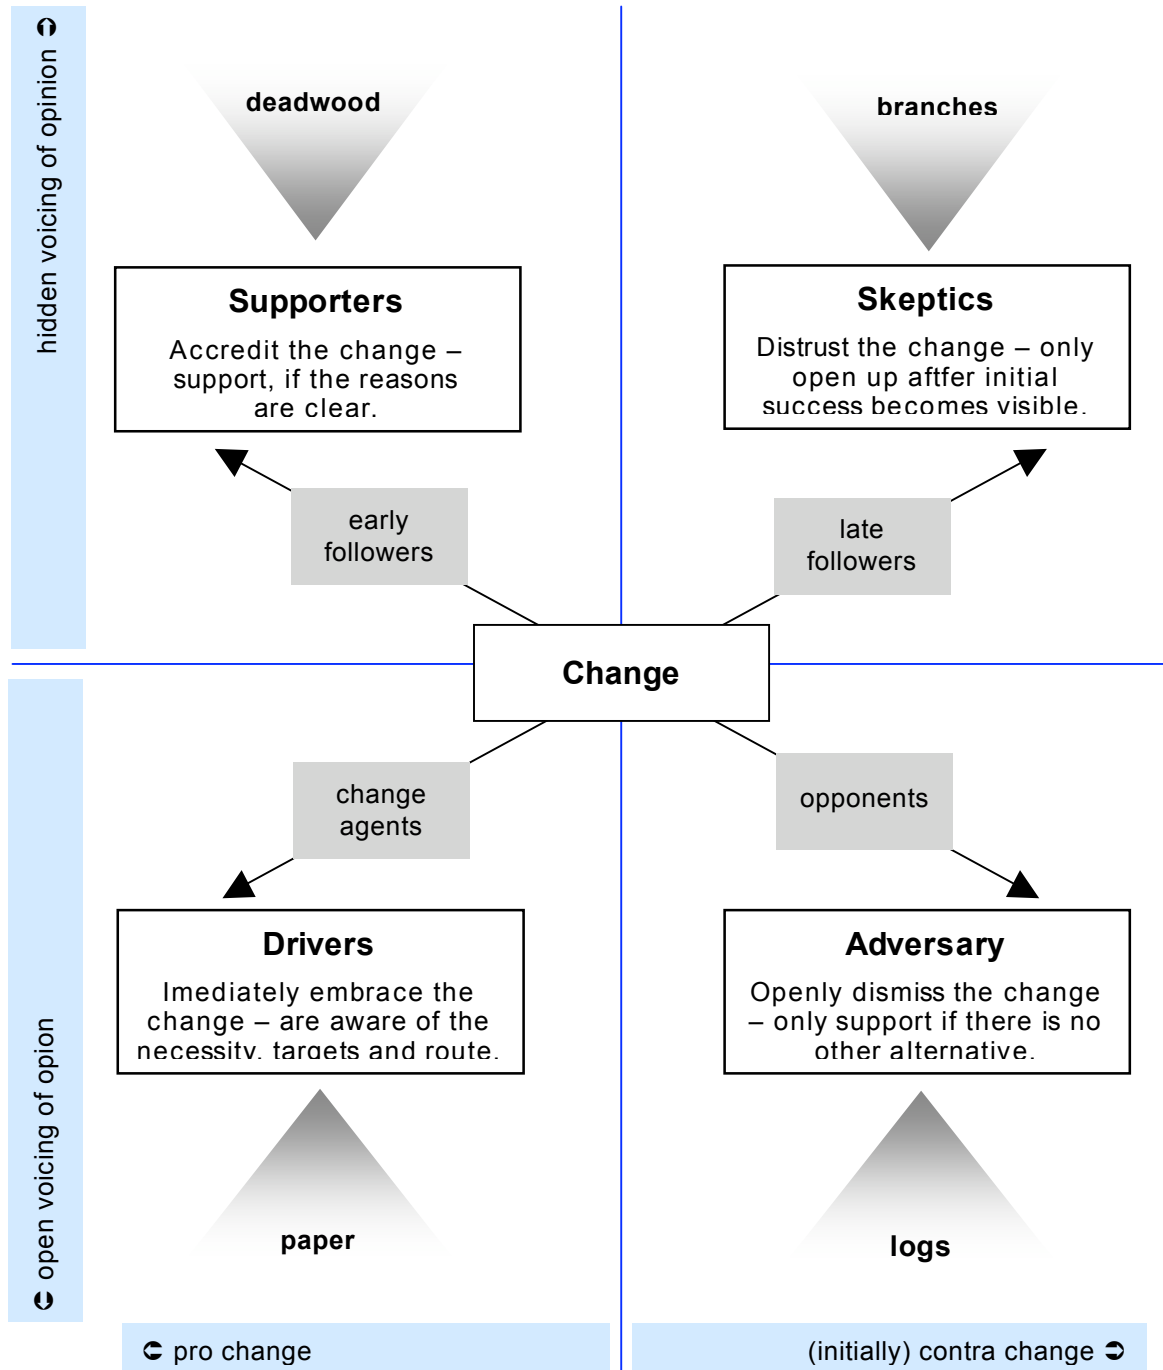 hidden voicing of opinion
deadwood
branches
Supporters
Accredit the change –
support, if the reasons
are clear.
Skeptics
Distrust the change – only
open up aftfer initial
success becomes visible.
early
followers
late
followers
Change
change
agents
opponents
Drivers
Imediately embrace the
change – are aware of the
necessity, targets and route.
Adversary
Openly dismiss the change
– only support if there is no
other alternative.
open voicing of opion
paper
logs
pro change
(initially) contra change